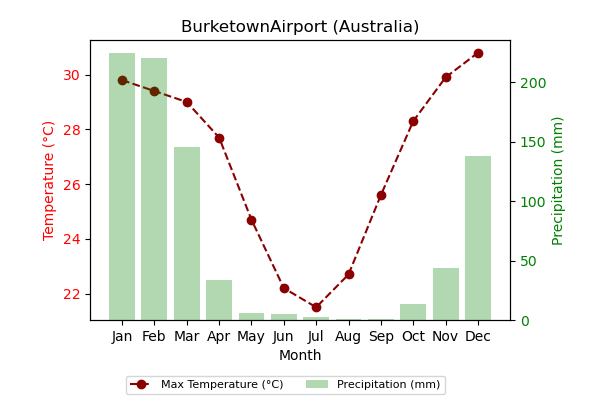 BurketownAirport (Australia)
30
28
26
24
22
Temperature (°C)
200
150
100
50
0
Precipitation (mm)
Jan Feb Mar Apr May Jun Jul Aug Sep Oct Nov Dec
Month
Max Temperature (°C) Precipitation (mm)